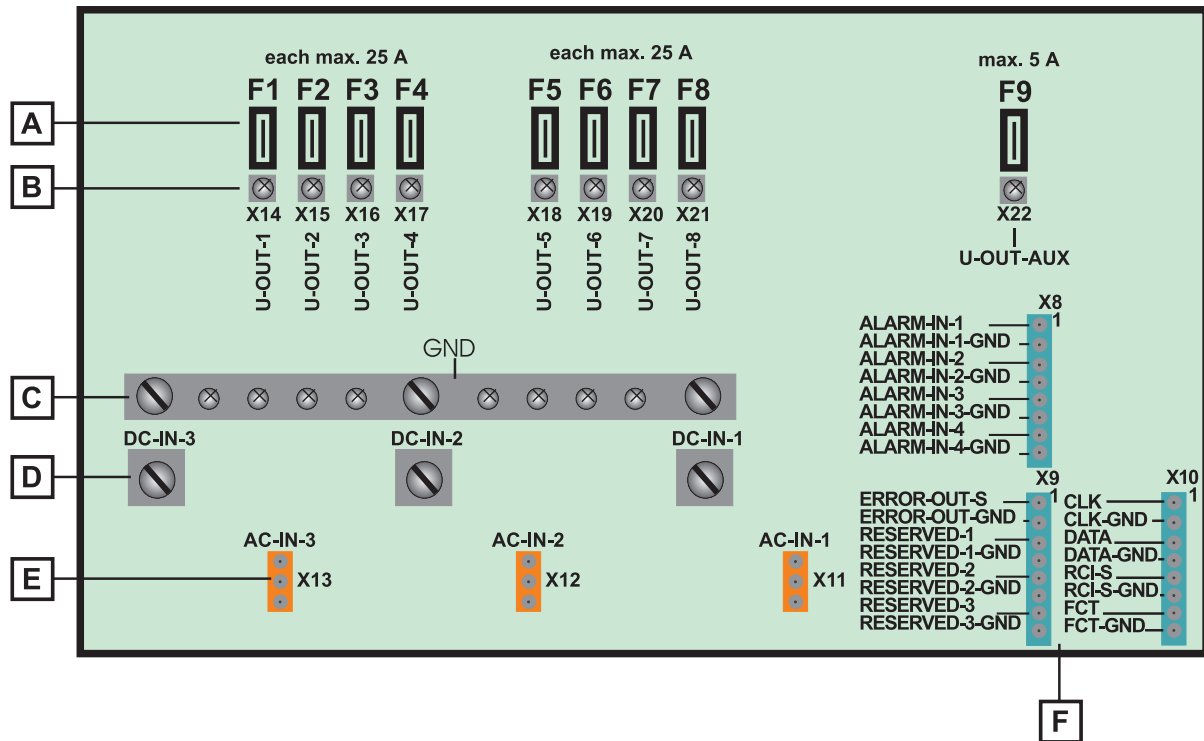 each max. 25 A
each max. 25 A
max. 5 A
F1 F2 F3 F4
F5 F6 F7 F8
F9
A
B
X14 X15 X16 X17
X18 X19 X20 X21
X22
U-OUT-1
U-OUT-2
U-OUT-3
U-OUT-4
U-OUT-5
U-OUT-6
U-OUT-7
U-OUT-8
U-OUT-AUX
X8
1
ALARM-IN-1
ALARM-IN-1-GND
ALARM-IN-2
ALARM-IN-2-GND
ALARM-IN-3
ALARM-IN-3-GND
ALARM-IN-4
ALARM-IN-4-GND
GND
C
DC-IN-3
DC-IN-2
DC-IN-1
D
X9
1
ERROR-OUT-S
ERROR-OUT-GND
RESERVED-1
RESERVED-1-GND
RESERVED-2
RESERVED-2-GND
RESERVED-3
RESERVED-3-GND
X10
1
CLK
CLK-GND
DATA
DATA-GND
RCI-S
RCI-S-GND
FCT
FCT-GND
AC-IN-3
AC-IN-2
AC-IN-1
E
X13
X12
X11
F